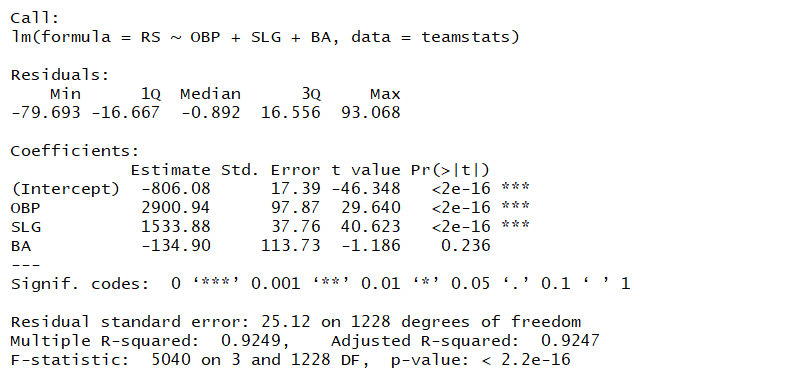 Call:
lm(formula = RS ~ OBP + SLG + BA, data = teamstats)
Residuals:
    Min      1Q  Median      3Q     Max
-79.693 -16.667  -0.892  16.556  93.068
Coefficients:
            Estimate Std. Error t value Pr(>|t|)
(Intercept)  -806.08      17.39 -46.348   <2e-16 ***
OBP          2900.94      97.87  29.640   <2e-16 ***
SLG          1533.88      37.76  40.623   <2e-16 ***
BA           -134.90     113.73  -1.186    0.236
---
Signif. codes:  0 ‘***’ 0.001 ‘**’ 0.01 ‘*’ 0.05 ‘.’ 0.1 ‘ ’ 1
Residual standard error: 25.12 on 1228 degrees of freedom
Multiple R-squared:  0.9249,    Adjusted R-squared:  0.9247
F-statistic:  5040 on 3 and 1228 DF,  p-value: < 2.2e-16